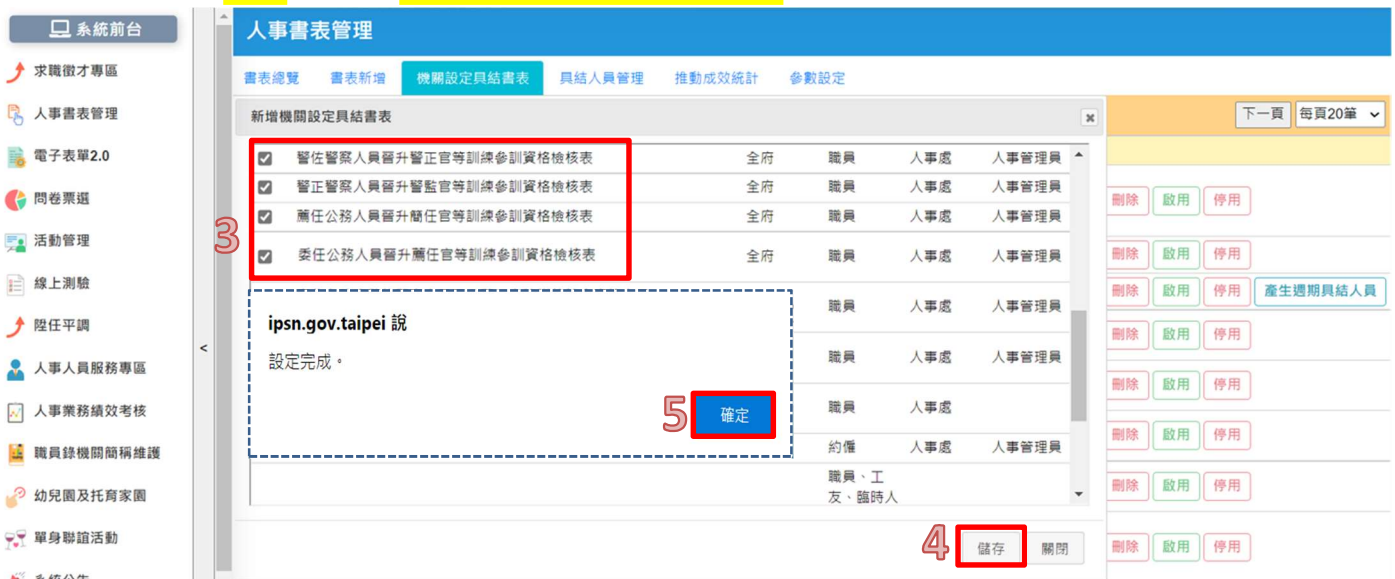 系統前台
求職徵才專區
人事書表管理
電子表單2.0
問卷票選
活動管理
線上測驗
陞任平調
人事人員服務專區
人事業務績效考核
職員錄機關簡稱維護
幼兒園及托育家園
單身聯誼活動
系統公告
<
人事書表管理
書表總覽 書表新增 機關設定具結書表 具結人員管理 推動成效統計 參數設定
新增機關設定具結書表
下一頁 每頁20筆
3
警佐警察人員晉升警正官等訓練參訓資格檢核表 全府 職員 人事處 人事管理員
警正警察人員晉升警監官等訓練參訓資格檢核表 全府 職員 人事處 人事管理員
薦任公務人員晉升簡任官等訓練參訓資格檢核表 全府 職員 人事處 人事管理員
委任公務人員晉升薦任官等訓練參訓資格檢核表 全府 職員 人事處 人事管理員
職員 人事處 人事管理員
職員 人事處 人事管理員
職員 人事處
約僱 人事處 人事管理員
職員、工
友、臨時人
ipsn.gov.taipei 說
設定完成。
5 確定
4 儲存 關閉
刪除 啟用 停用
刪除 啟用 停用
刪除 啟用 停用 產生週期具結人員
刪除 啟用 停用
刪除 啟用 停用
刪除 啟用 停用
刪除 啟用 停用
刪除 啟用 停用